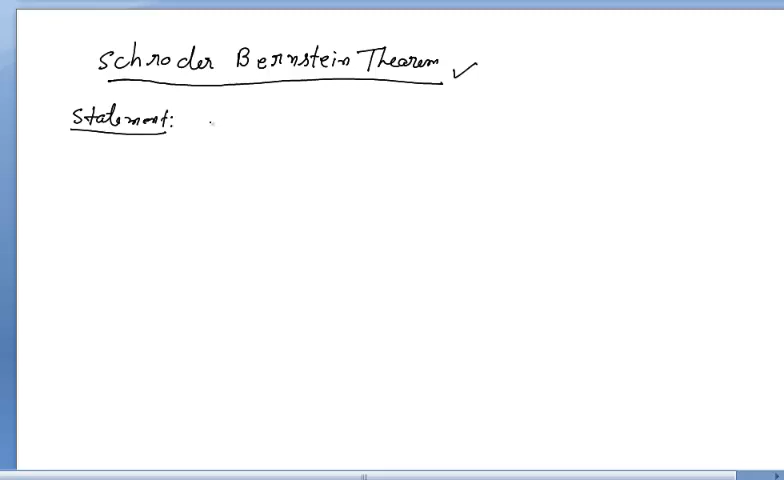 Schroder Bernstein Theorem ✓
Statement: